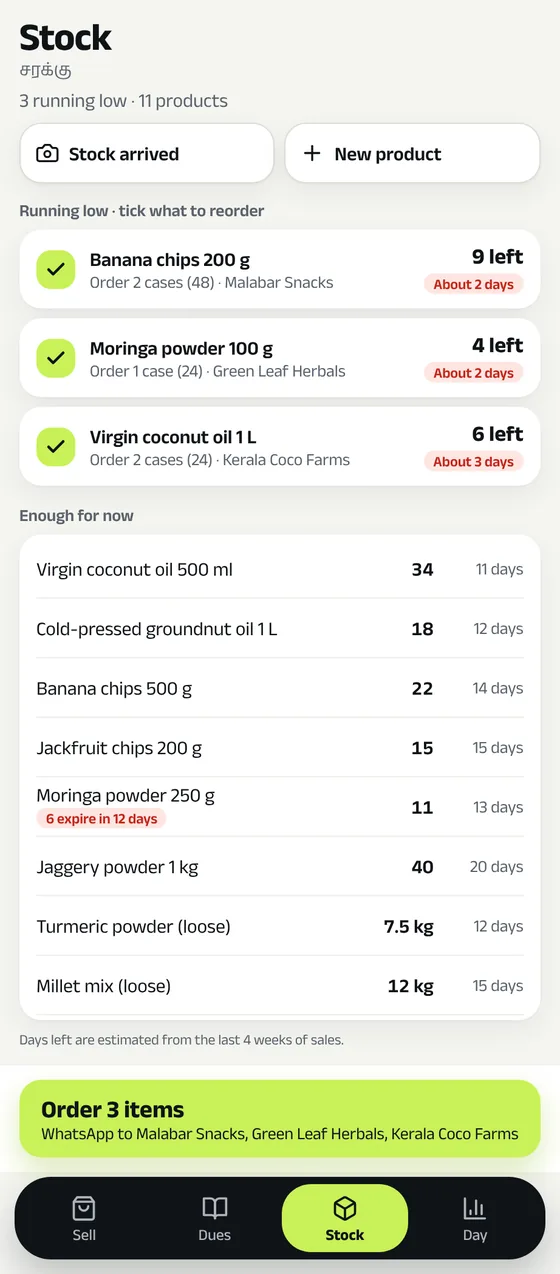 Stock
சரக்கு
3 running low · 11 products
Stock arrived
New product
Running low · tick what to reorder
Banana chips 200 g
9 left
Order 2 cases (48) · Malabar Snacks
About 2 days
Moringa powder 100 g
4 left
Order 1 case (24) · Green Leaf Herbals
About 2 days
Virgin coconut oil 1 L
6 left
Order 2 cases (24) · Kerala Coco Farms
About 3 days
Enough for now
Virgin coconut oil 500 ml 34 11 days
Cold-pressed groundnut oil 1 L 18 12 days
Banana chips 500 g 22 14 days
Jackfruit chips 200 g 15 15 days
Moringa powder 250 g 11 13 days
6 expire in 12 days
Jaggery powder 1 kg 40 20 days
Turmeric powder (loose) 7.5 kg 12 days
Millet mix (loose) 12 kg 15 days
Days left are estimated from the last 4 weeks of sales.
Order 3 items
WhatsApp to Malabar Snacks, Green Leaf Herbals, Kerala Coco Farms
Sell Dues Stock Day